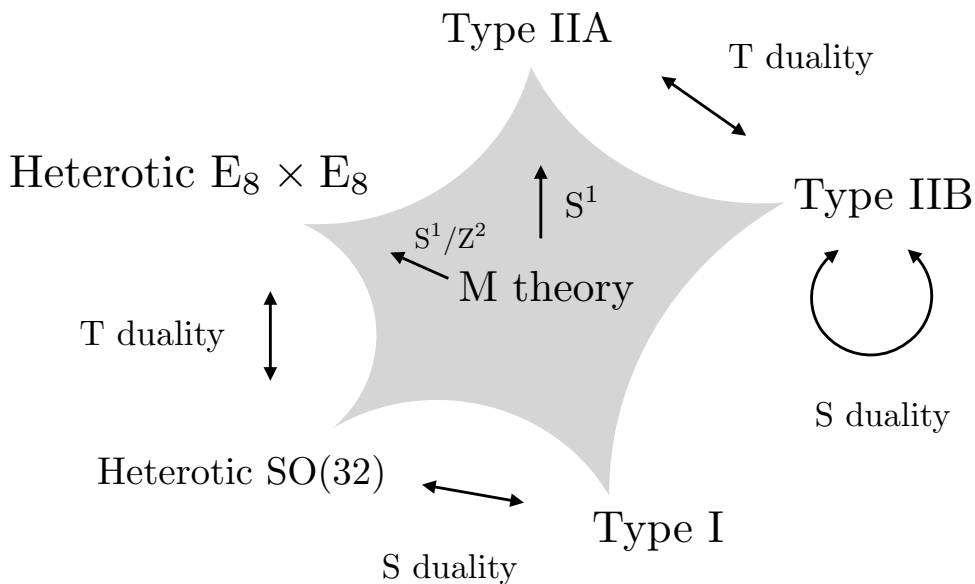 Type IIA
T duality
Heterotic E₈ × E₈
Type IIB
S¹
S¹/Z²
M theory
T duality
S duality
Heterotic SO(32)
Type I
S duality